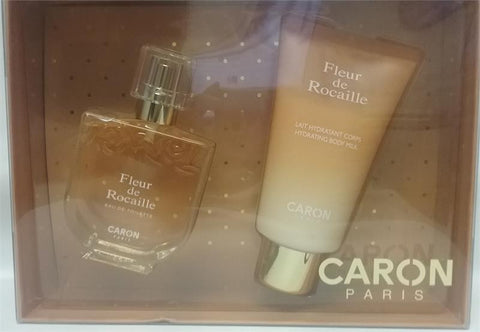 Fleur
de
Rocaille
EAU DE TOILETTE
CARON
PARIS
Fleur
de
Rocaille
LAIT HYDRATANT CORPS
HYDRATING BODY MILK
CARON
PARIS
CARON
PARIS